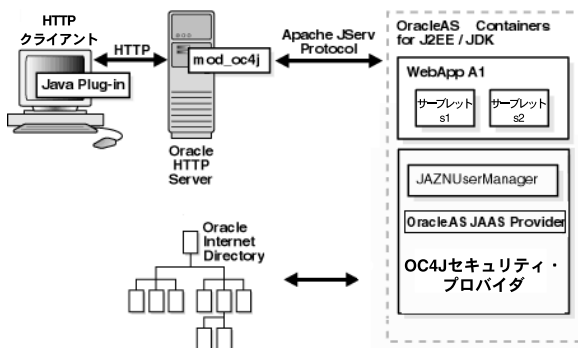 HTTP
クライアント
Java Plug-in
HTTP
mod_oc4j
Oracle
HTTP
Server
Apache JServ
Protocol
OracleAS Containers
for J2EE / JDK
WebApp A1
サーブレット
s1
サーブレット
s2
JAZNUserManager
OracleAS JAAS Provider
OC4Jセキュリティ・
プロバイダ
Oracle
Internet
Directory